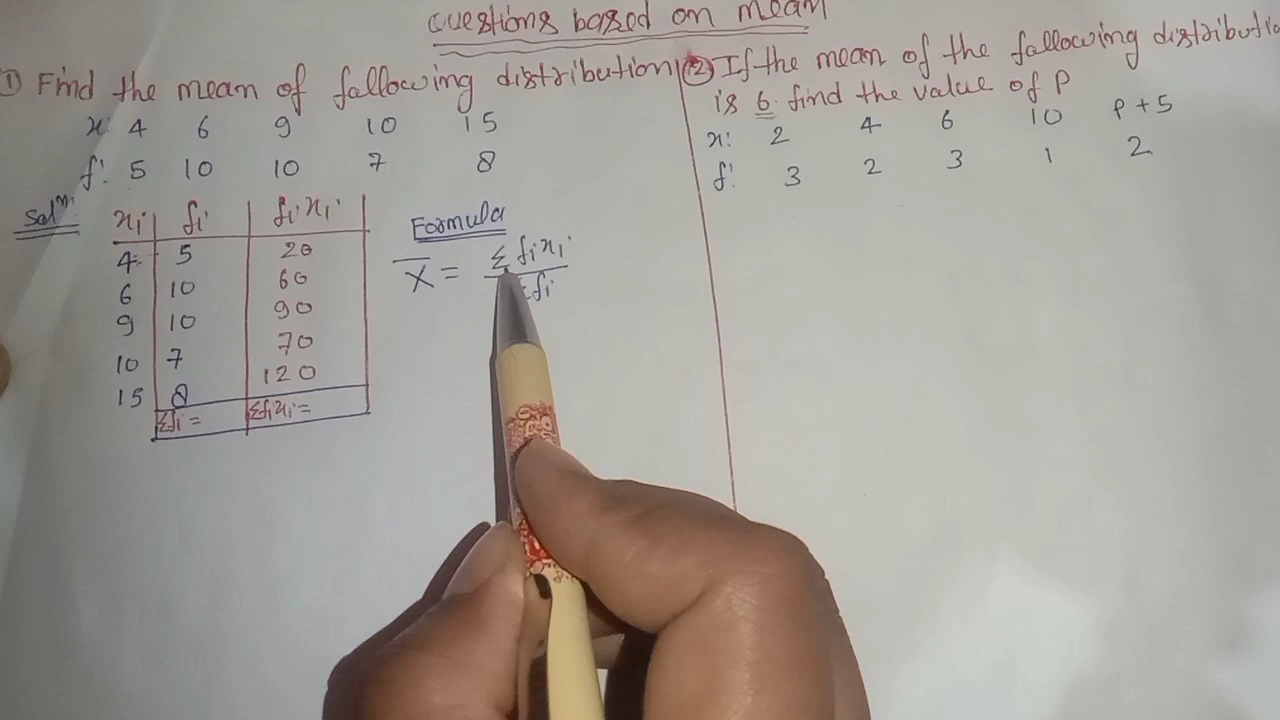 Questions based on mean
① Find the mean of fallowing distribution
x: 4 6 9 10 15
f: 5 10 10 7 8
Solⁿ:
xi fi fixi
4 5 20
6 10 60
9 10 90
10 7 70
15 8 120
Σfi = Σfixi =
Formula
X̅ = Σfixi
Σfi
② If the mean of the fallowing distributio
is 6 find the value of P
x: 2 4 6 10 P+5
f: 3 2 3 1 2